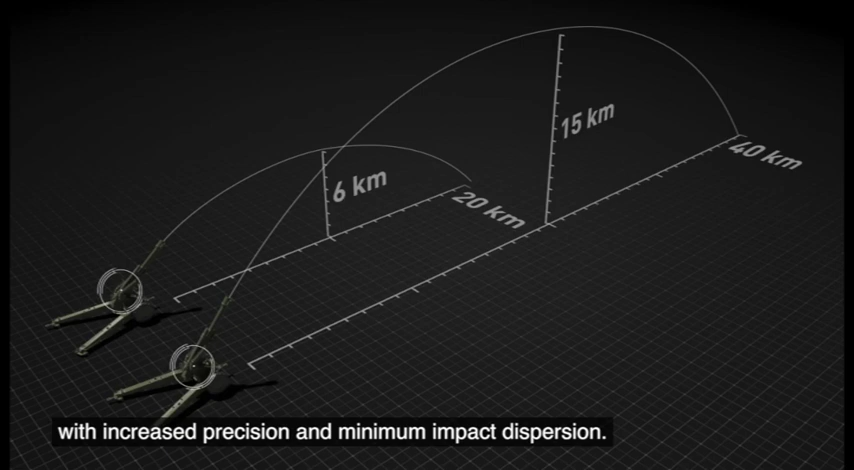 15 km
40 km
6 km
20 km
with increased precision and minimum impact dispersion.